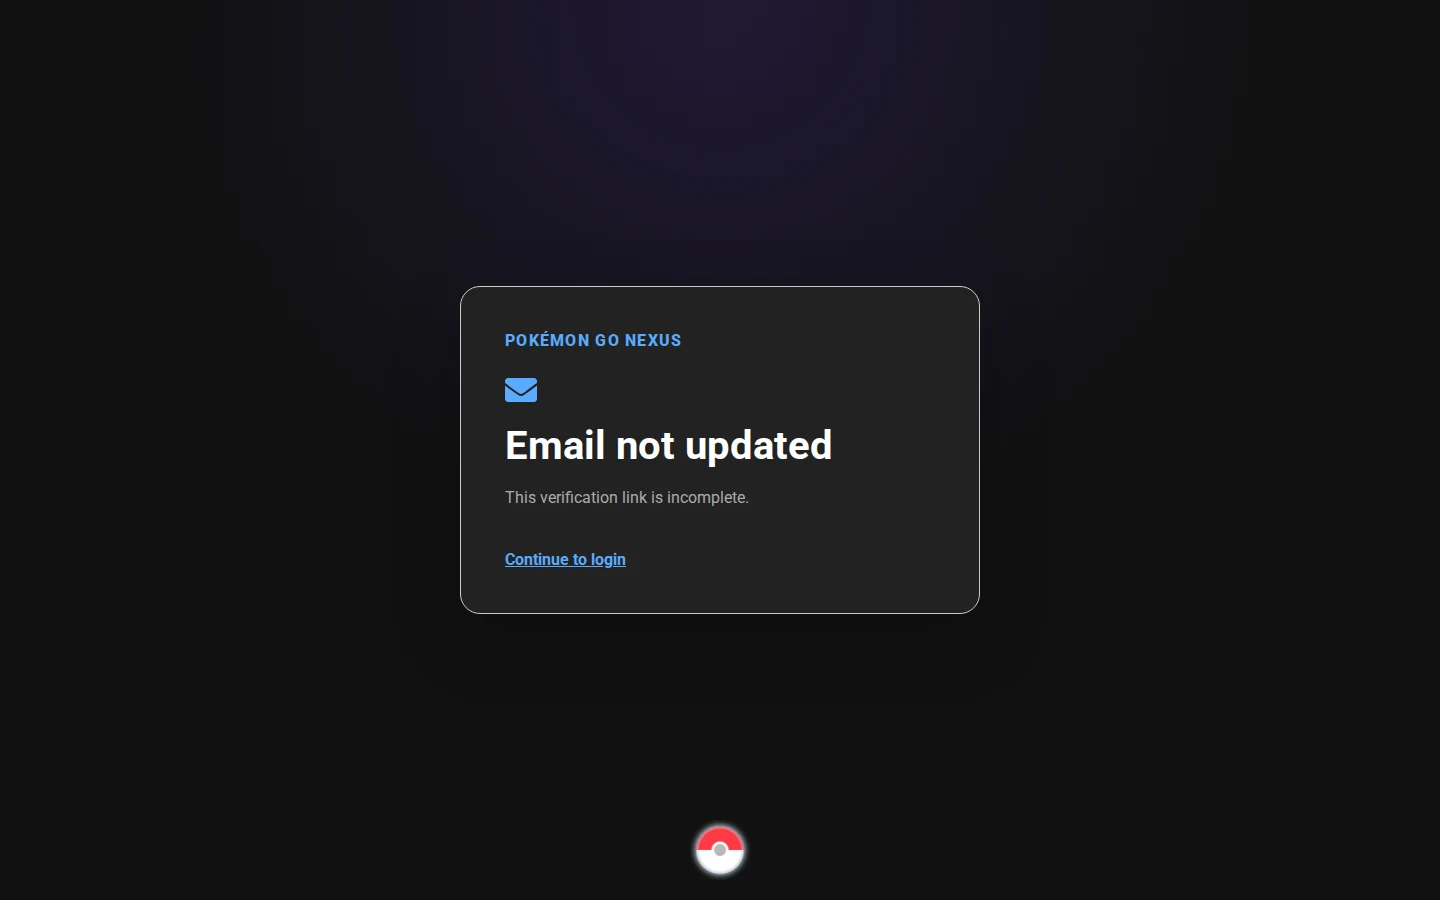 POKÉMON GO NEXUS
Email not updated
This verification link is incomplete.
Continue to login